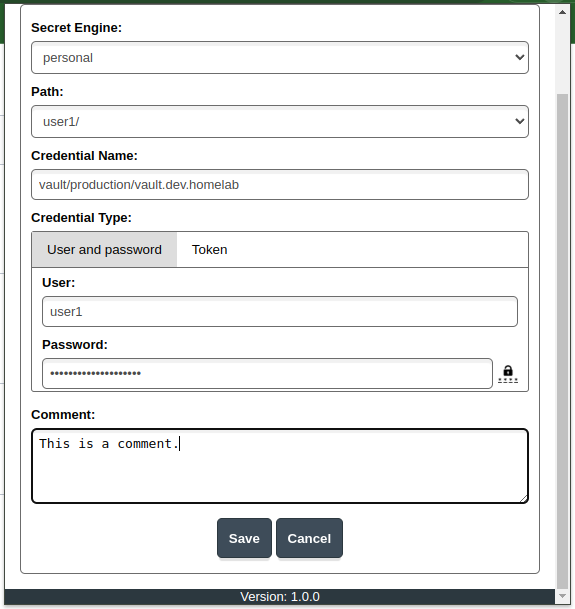 Secret Engine:
personal
Path:
user1/
Credential Name:
vault/production/vault.dev.homelab
Credential Type:
User and password Token
User:
user1
Password:
••••••••••••••••••••
Comment:
This is a comment.
Save Cancel
Version: 1.0.0